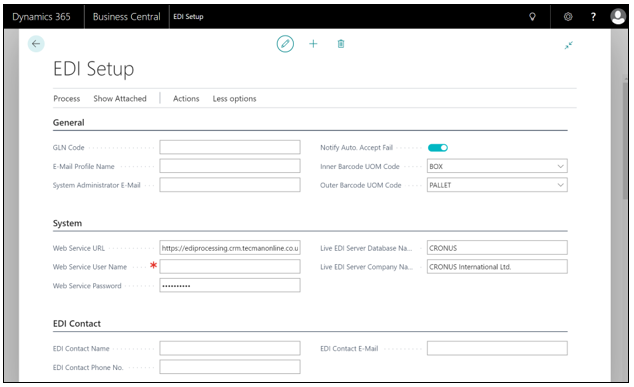 Dynamics 365 Business Central EDI Setup ?
EDI Setup
Process Show Attached Actions Less options
General
GLN Code Notify Auto. Accept Fail
E-Mail Profile Name Inner Barcode UOM Code BOX
System Administrator E-Mail Outer Barcode UOM Code PALLET
System
Web Service URL https://ediprocessing.crm.tecmanonline.co.u Live EDI Server Database Na... CRONUS
Web Service User Name * Live EDI Server Company Na... CRONUS International Ltd.
Web Service Password ••••••••••
EDI Contact
EDI Contact Name EDI Contact E-Mail
EDI Contact Phone No.